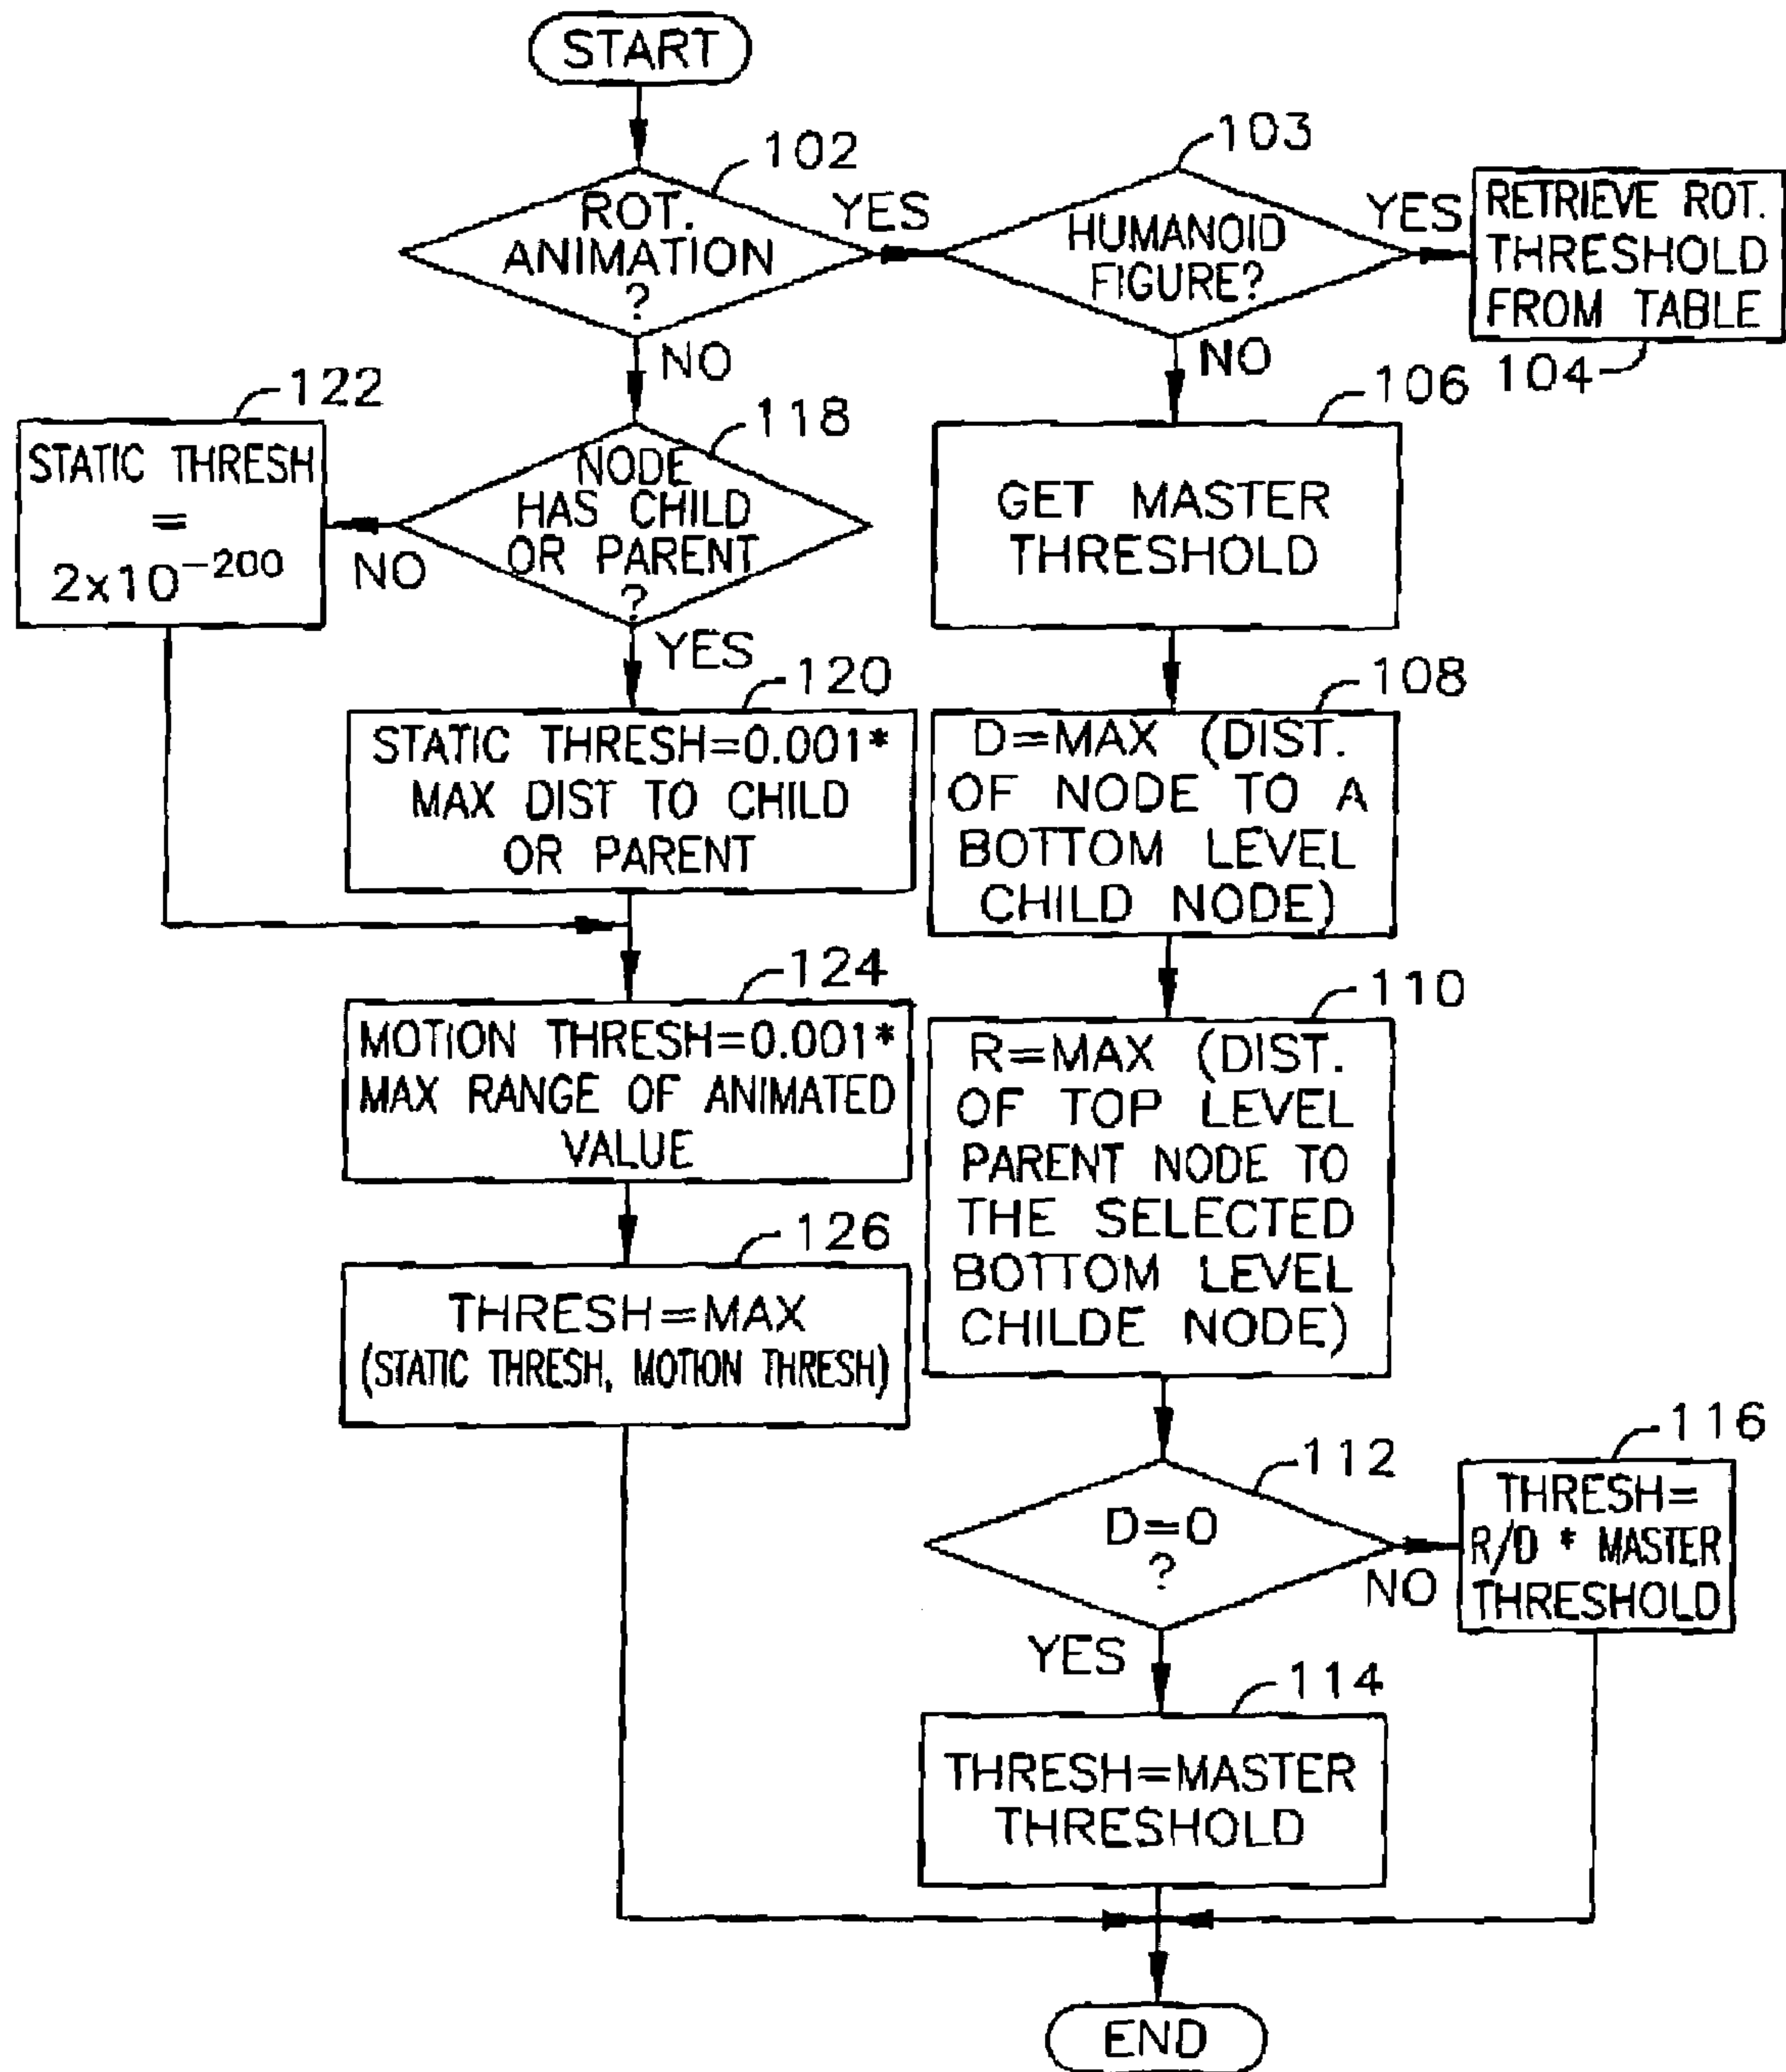 START
102
ROT.
ANIMATION
?
YES
NO
103
HUMANOID
FIGURE?
YES
NO
RETRIEVE ROT.
THRESHOLD
FROM TABLE
104
122
STATIC THRESH
=
2x10⁻²⁰⁰
118
NODE
HAS CHILD
OR PARENT
?
NO
YES
106
GET MASTER
THRESHOLD
120
STATIC THRESH=0.001*
MAX DIST TO CHILD
OR PARENT
108
D=MAX (DIST.
OF NODE TO A
BOTTOM LEVEL
CHILD NODE)
124
MOTION THRESH=0.001*
MAX RANGE OF ANIMATED
VALUE
110
R=MAX (DIST.
OF TOP LEVEL
PARENT NODE TO
THE SELECTED
BOTTOM LEVEL
CHILDE NODE)
126
THRESH=MAX
(STATIC THRESH, MOTION THRESH)
112
D=0
?
NO
YES
116
THRESH=
R/D * MASTER
THRESHOLD
114
THRESH=MASTER
THRESHOLD
END